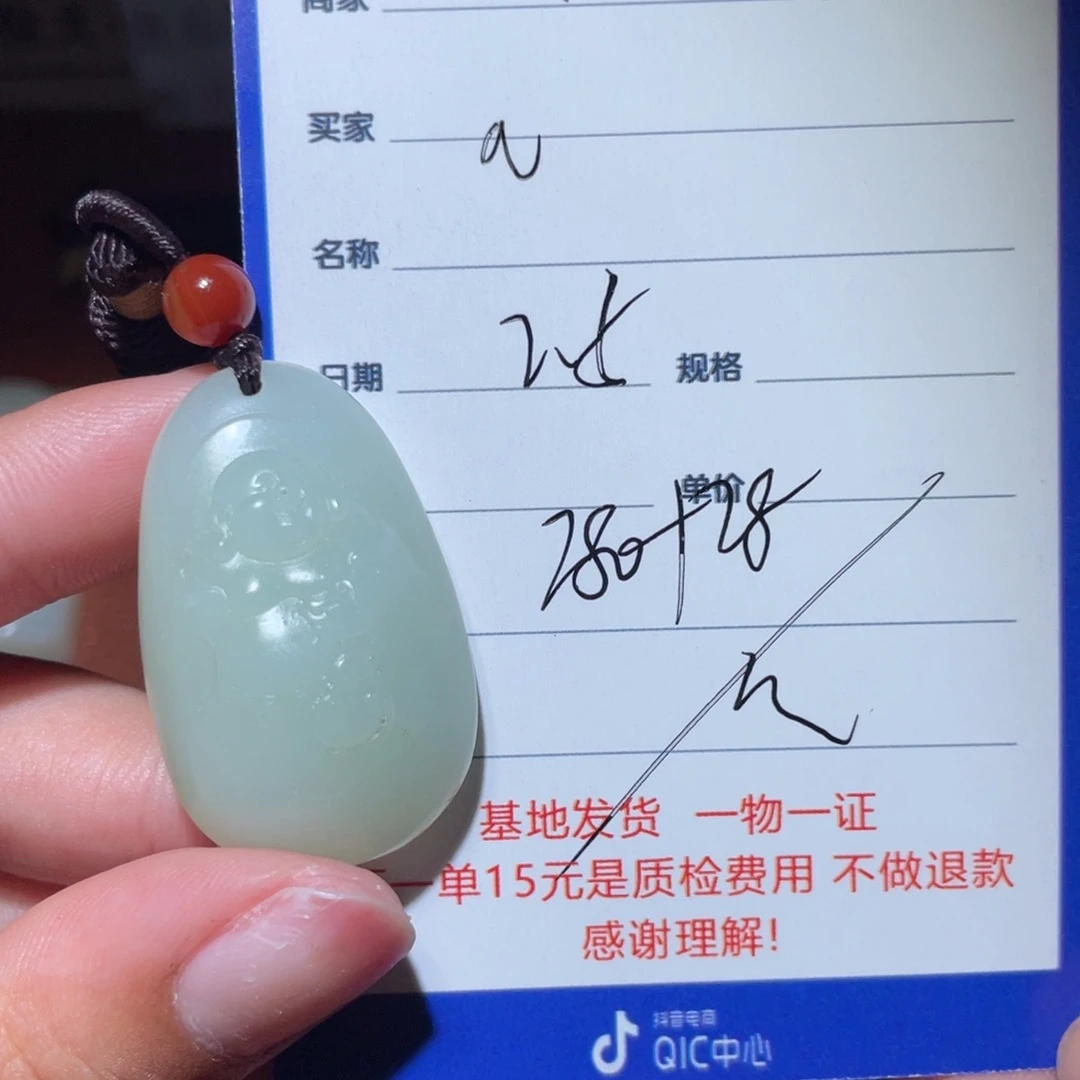 商家
买家 a
名称
日期 规格
280+28 单价
基地发货 一物一证
单15元是质检费用 不做退款
感谢理解!
抖音电商
QIC中心